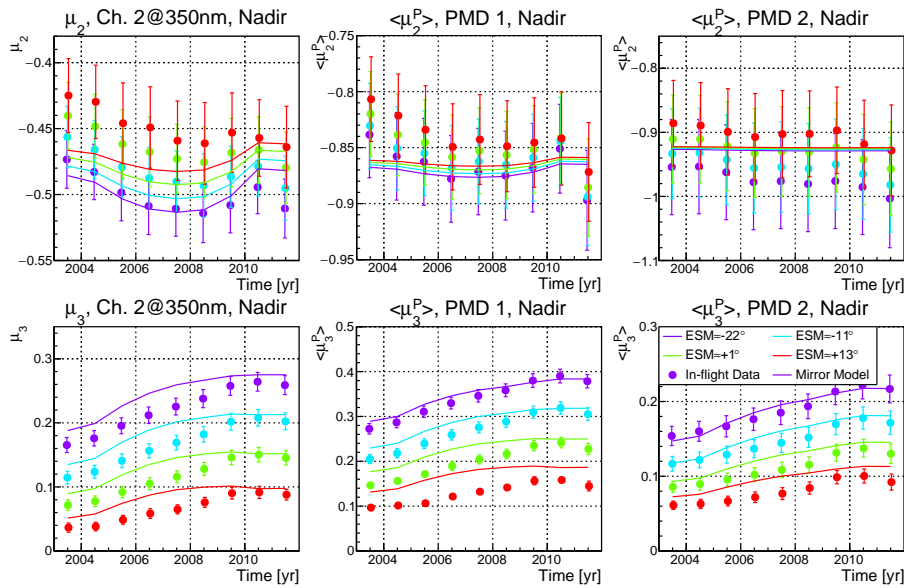 μ₂, Ch. 2@350nm, Nadir
<μ₂ᴾ>, PMD 1, Nadir
<μ₂ᴾ>, PMD 2, Nadir
μ₂
−0.4
−0.45
−0.5
−0.55
2004 2006 2008 2010
Time [yr]
<μ₂ᴾ>
−0.75
−0.8
−0.85
−0.9
−0.95
2004 2006 2008 2010
Time [yr]
<μ₂ᴾ>
−0.8
−0.9
−1
−1.1
2004 2006 2008 2010
Time [yr]
μ₃, Ch. 2@350nm, Nadir
<μ₃ᴾ>, PMD 1, Nadir
<μ₃ᴾ>, PMD 2, Nadir
μ₃
0.3
0.2
0.1
0
2004 2006 2008 2010
Time [yr]
<μ₃ᴾ>
0.5
0.4
0.3
0.2
0.1
0
2004 2006 2008 2010
Time [yr]
<μ₃ᴾ>
0.3
0.2
0.1
0
ESM=-22° ESM=-11°
ESM=+1° ESM=+13°
In-flight Data Mirror Model
2004 2006 2008 2010
Time [yr]